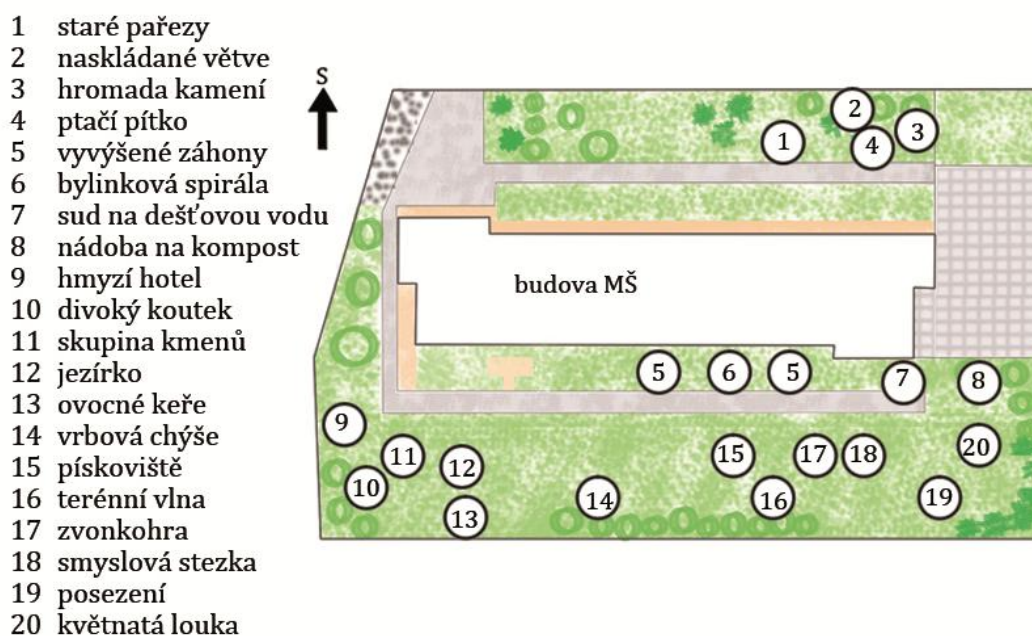 1 staré pařezy
2 naskládané větve
3 hromada kamení
4 ptačí pítko
5 vyvýšené záhony
6 bylinková spirála
7 sud na dešťovou vodu
8 nádoba na kompost
9 hmyzí hotel
10 divoký koutek
11 skupina kmenů
12 jezírko
13 ovocné keře
14 vrbová chýše
15 pískoviště
16 terénní vlna
17 zvonkohra
18 smyslová stezka
19 posezení
20 květnatá louka
S
2
3
1
4
budova MŠ
5
6
5
7
8
9
11
12
15
17
18
20
10
13
14
16
19